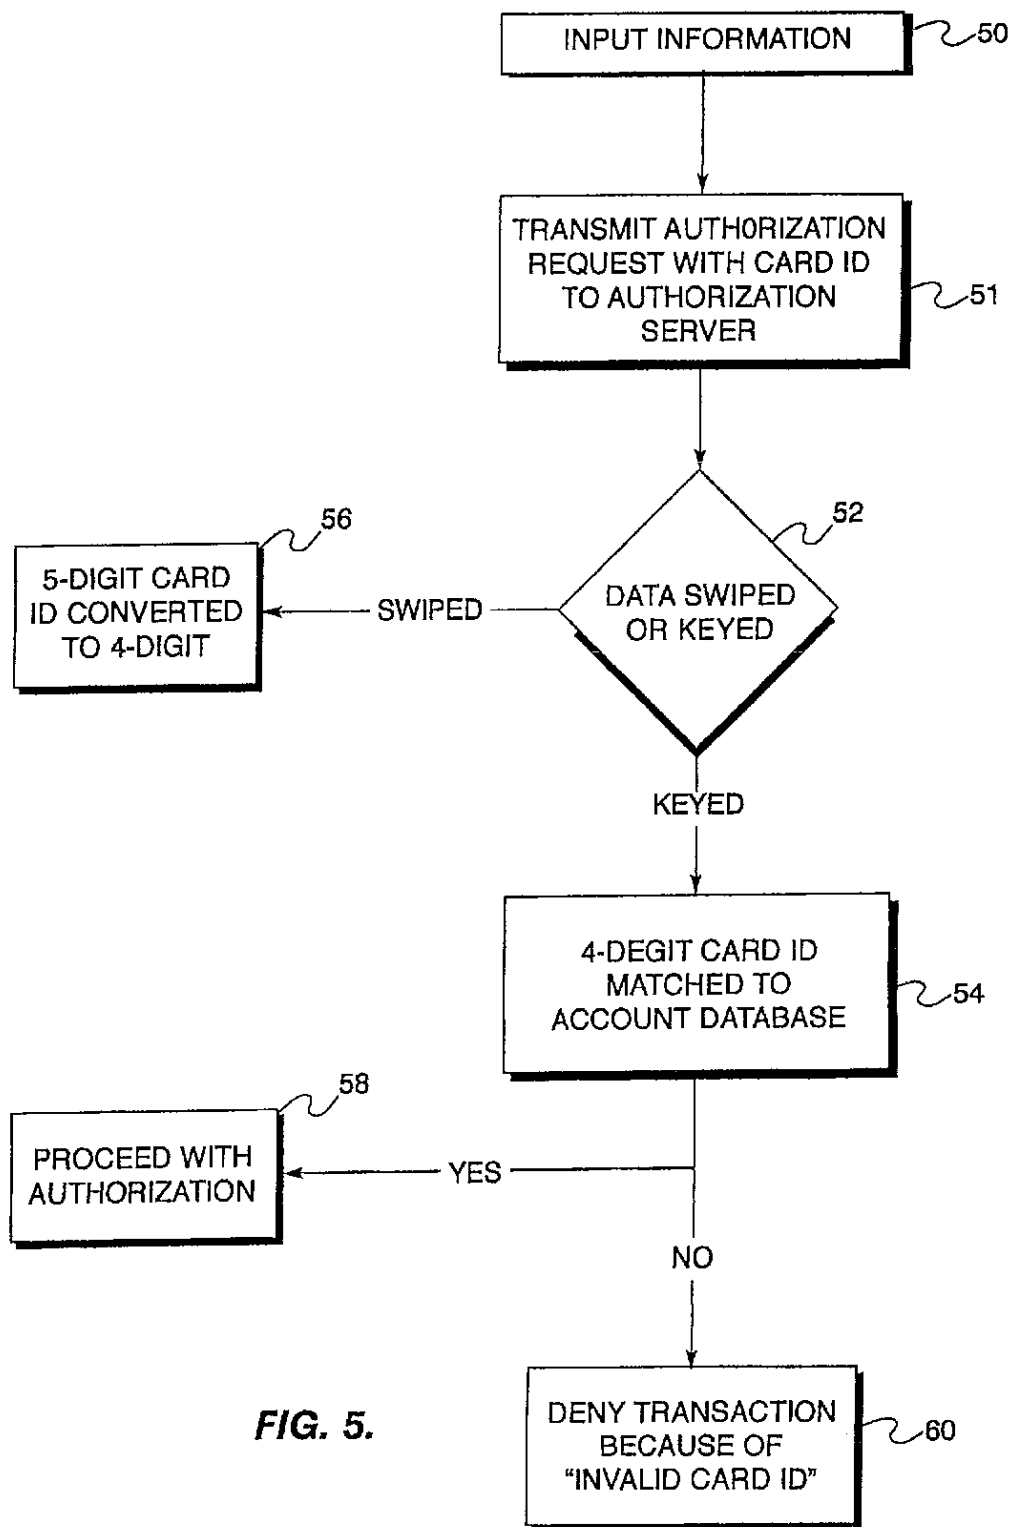 INPUT INFORMATION
50
TRANSMIT AUTH0RIZATION
REQUEST WITH CARD ID
TO AUTHORIZATION
SERVER
51
52
DATA SWIPED
OR KEYED
SWIPED
56
5-DIGIT CARD
ID CONVERTED
TO 4-DIGIT
KEYED
4-DEGIT CARD ID
MATCHED TO
ACCOUNT DATABASE
54
58
PROCEED WITH
AUTHORIZATION
YES
NO
DENY TRANSACTION
BECAUSE OF
“INVALID CARD ID”
60
FIG. 5.